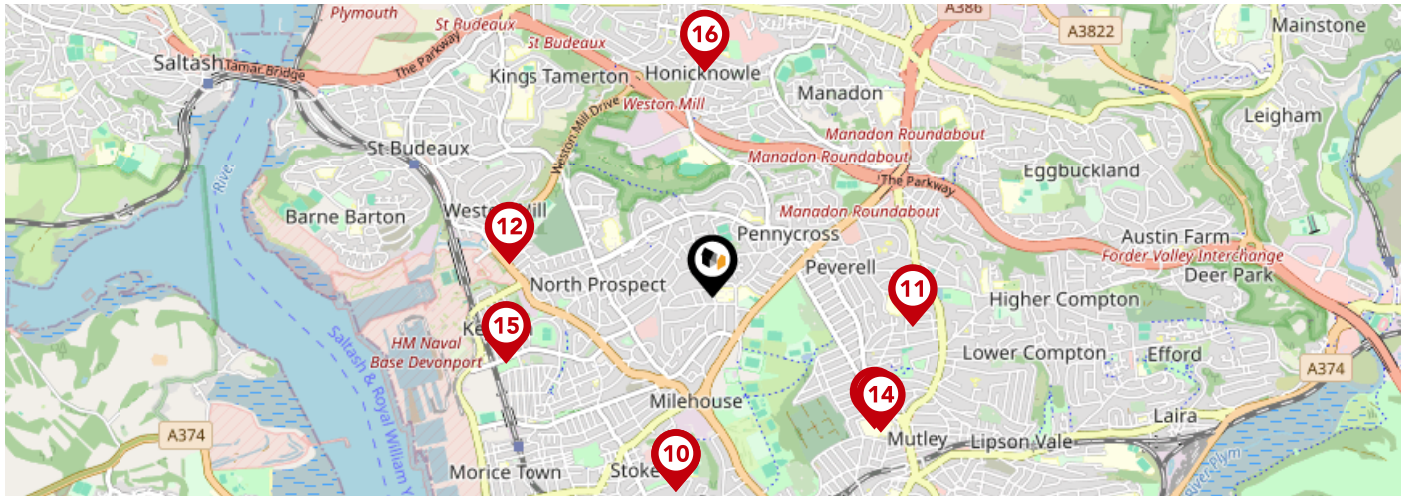 Plymouth
A386
16
St Budeaux
A3822
Mainstone
St Budeaux
The Parkway
Saltash
Tamar Bridge
Kings Tamerton
Honicknowle
Manadon
Weston Mill
Leigham
Weston Mill Drive
Manadon Roundabout
St Budeaux
Manadon Roundabout
Eggbuckland
The Parkway
River
Barne Barton
Manadon Roundabout
12
Pennycross
Austin Farm
Forder Valley Interchange
Deer Park
Peverell
North Prospect
11
Higher Compton
15
HM Naval
Base Devonport
Saltash & Royal William Y
Lower Compton
Efford
A374
14
Milehouse
Laira
A374
Mutley
Lipson Vale
10
Morice Town
Stoke
River Plym